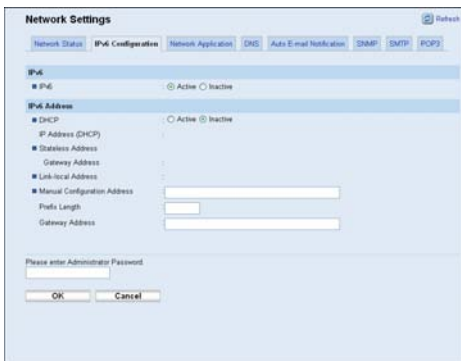 Network Settings
Refresh
Network Status IPv6 Configuration Network Application DNS Auto E-mail Notification SNMP SMTP POP3
IPv6
IPv6 : Active Inactive
IPv6 Address
DHCP : Active Inactive
IP Address (DHCP) :
Stateless Address
Gateway Address :
Link-local Address :
Manual Configuration Address :
Prefix Length :
Gateway Address :
Please enter Administrator Password.
OK Cancel